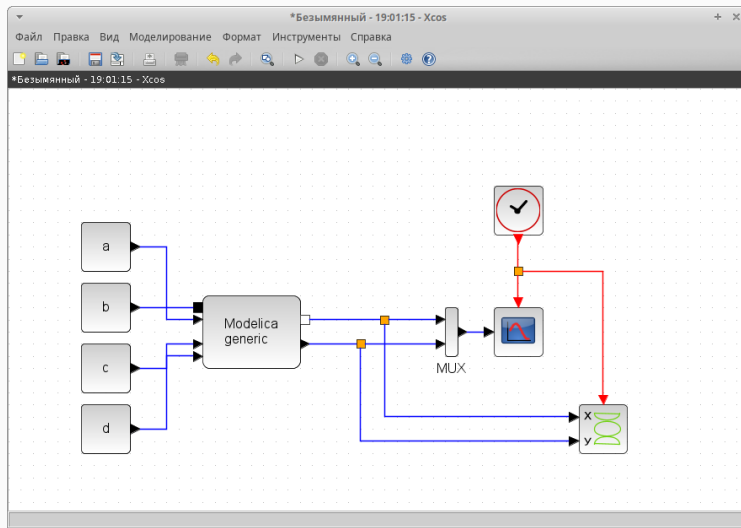 *Безымянный - 19:01:15 - Xcos
Файл Правка Вид Моделирование Формат Инструменты Справка
*Безымянный - 19:01:15 - Xcos
a
b
c
d
Modelica
generic
MUX
X
y